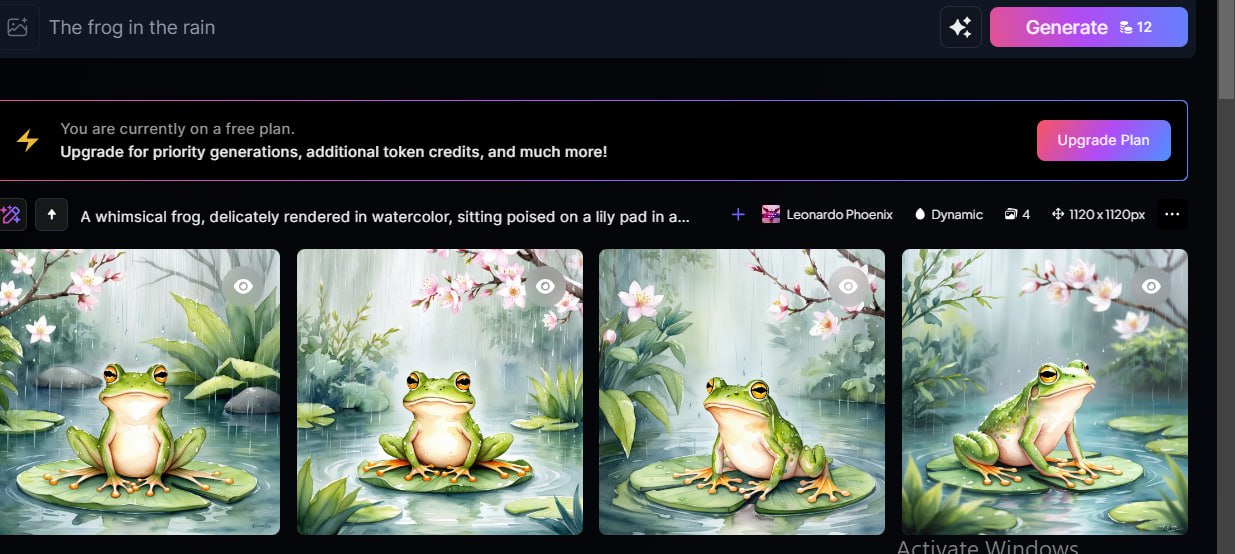 The frog in the rain
Generate 12
You are currently on a free plan.
Upgrade for priority generations, additional token credits, and much more!
Upgrade Plan
A whimsical frog, delicately rendered in watercolor, sitting poised on a lily pad in a...
Leonardo Phoenix
Dynamic
4
1120 x 1120px
Activate Windows